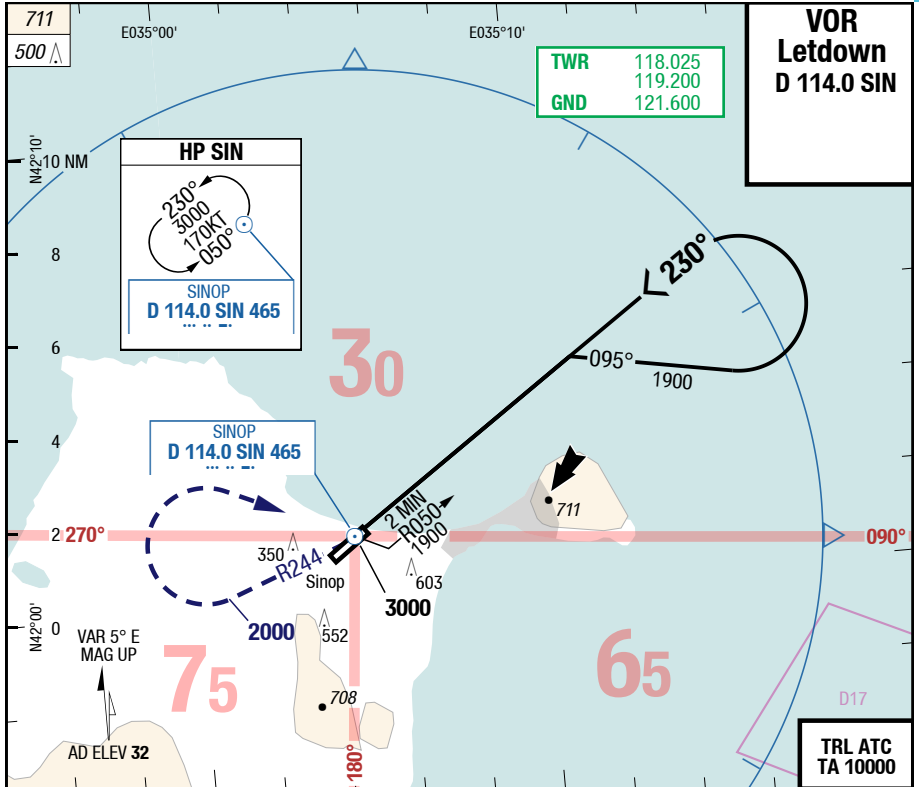 711
500
E035°00'
E035°10'
TWR 118.025
119.200
GND 121.600
VOR
Letdown
D 114.0 SIN
N42°10'
10 NM
HP SIN
230°
3000
170KT
050°
SINOP
D 114.0 SIN 465
230°
8
6
30
095°
1900
SINOP
D 114.0 SIN 465
4
711
2 MIN
R050
1900
2
270°
090°
350
R244
Sinop
603
3000
N42°00'
0
2000
552
VAR 5° E
MAG UP
75
65
708
D17
AD ELEV 32
180°
TRL ATC
TA 10000